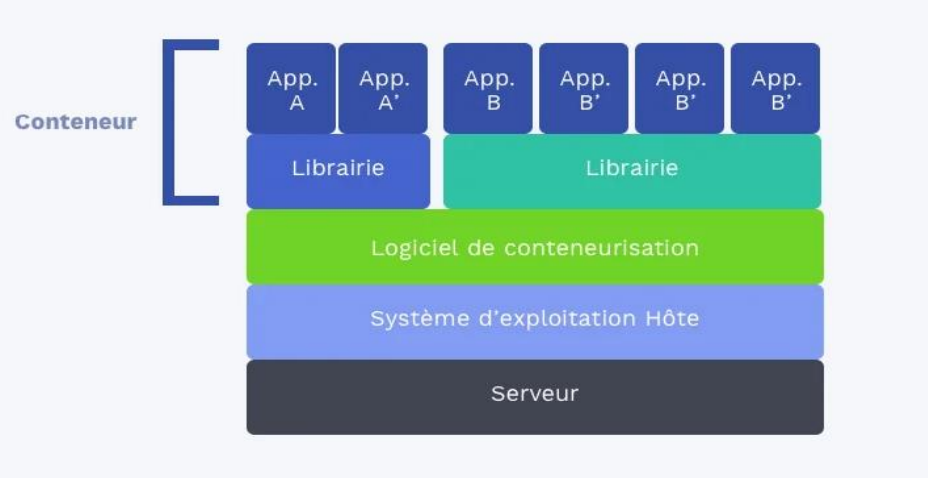 App. App. App. App. App. App.
A A’ B B’ B’ B’
Conteneur
Librairie Librairie
Logiciel de conteneurisation
Système d’exploitation Hôte
Serveur